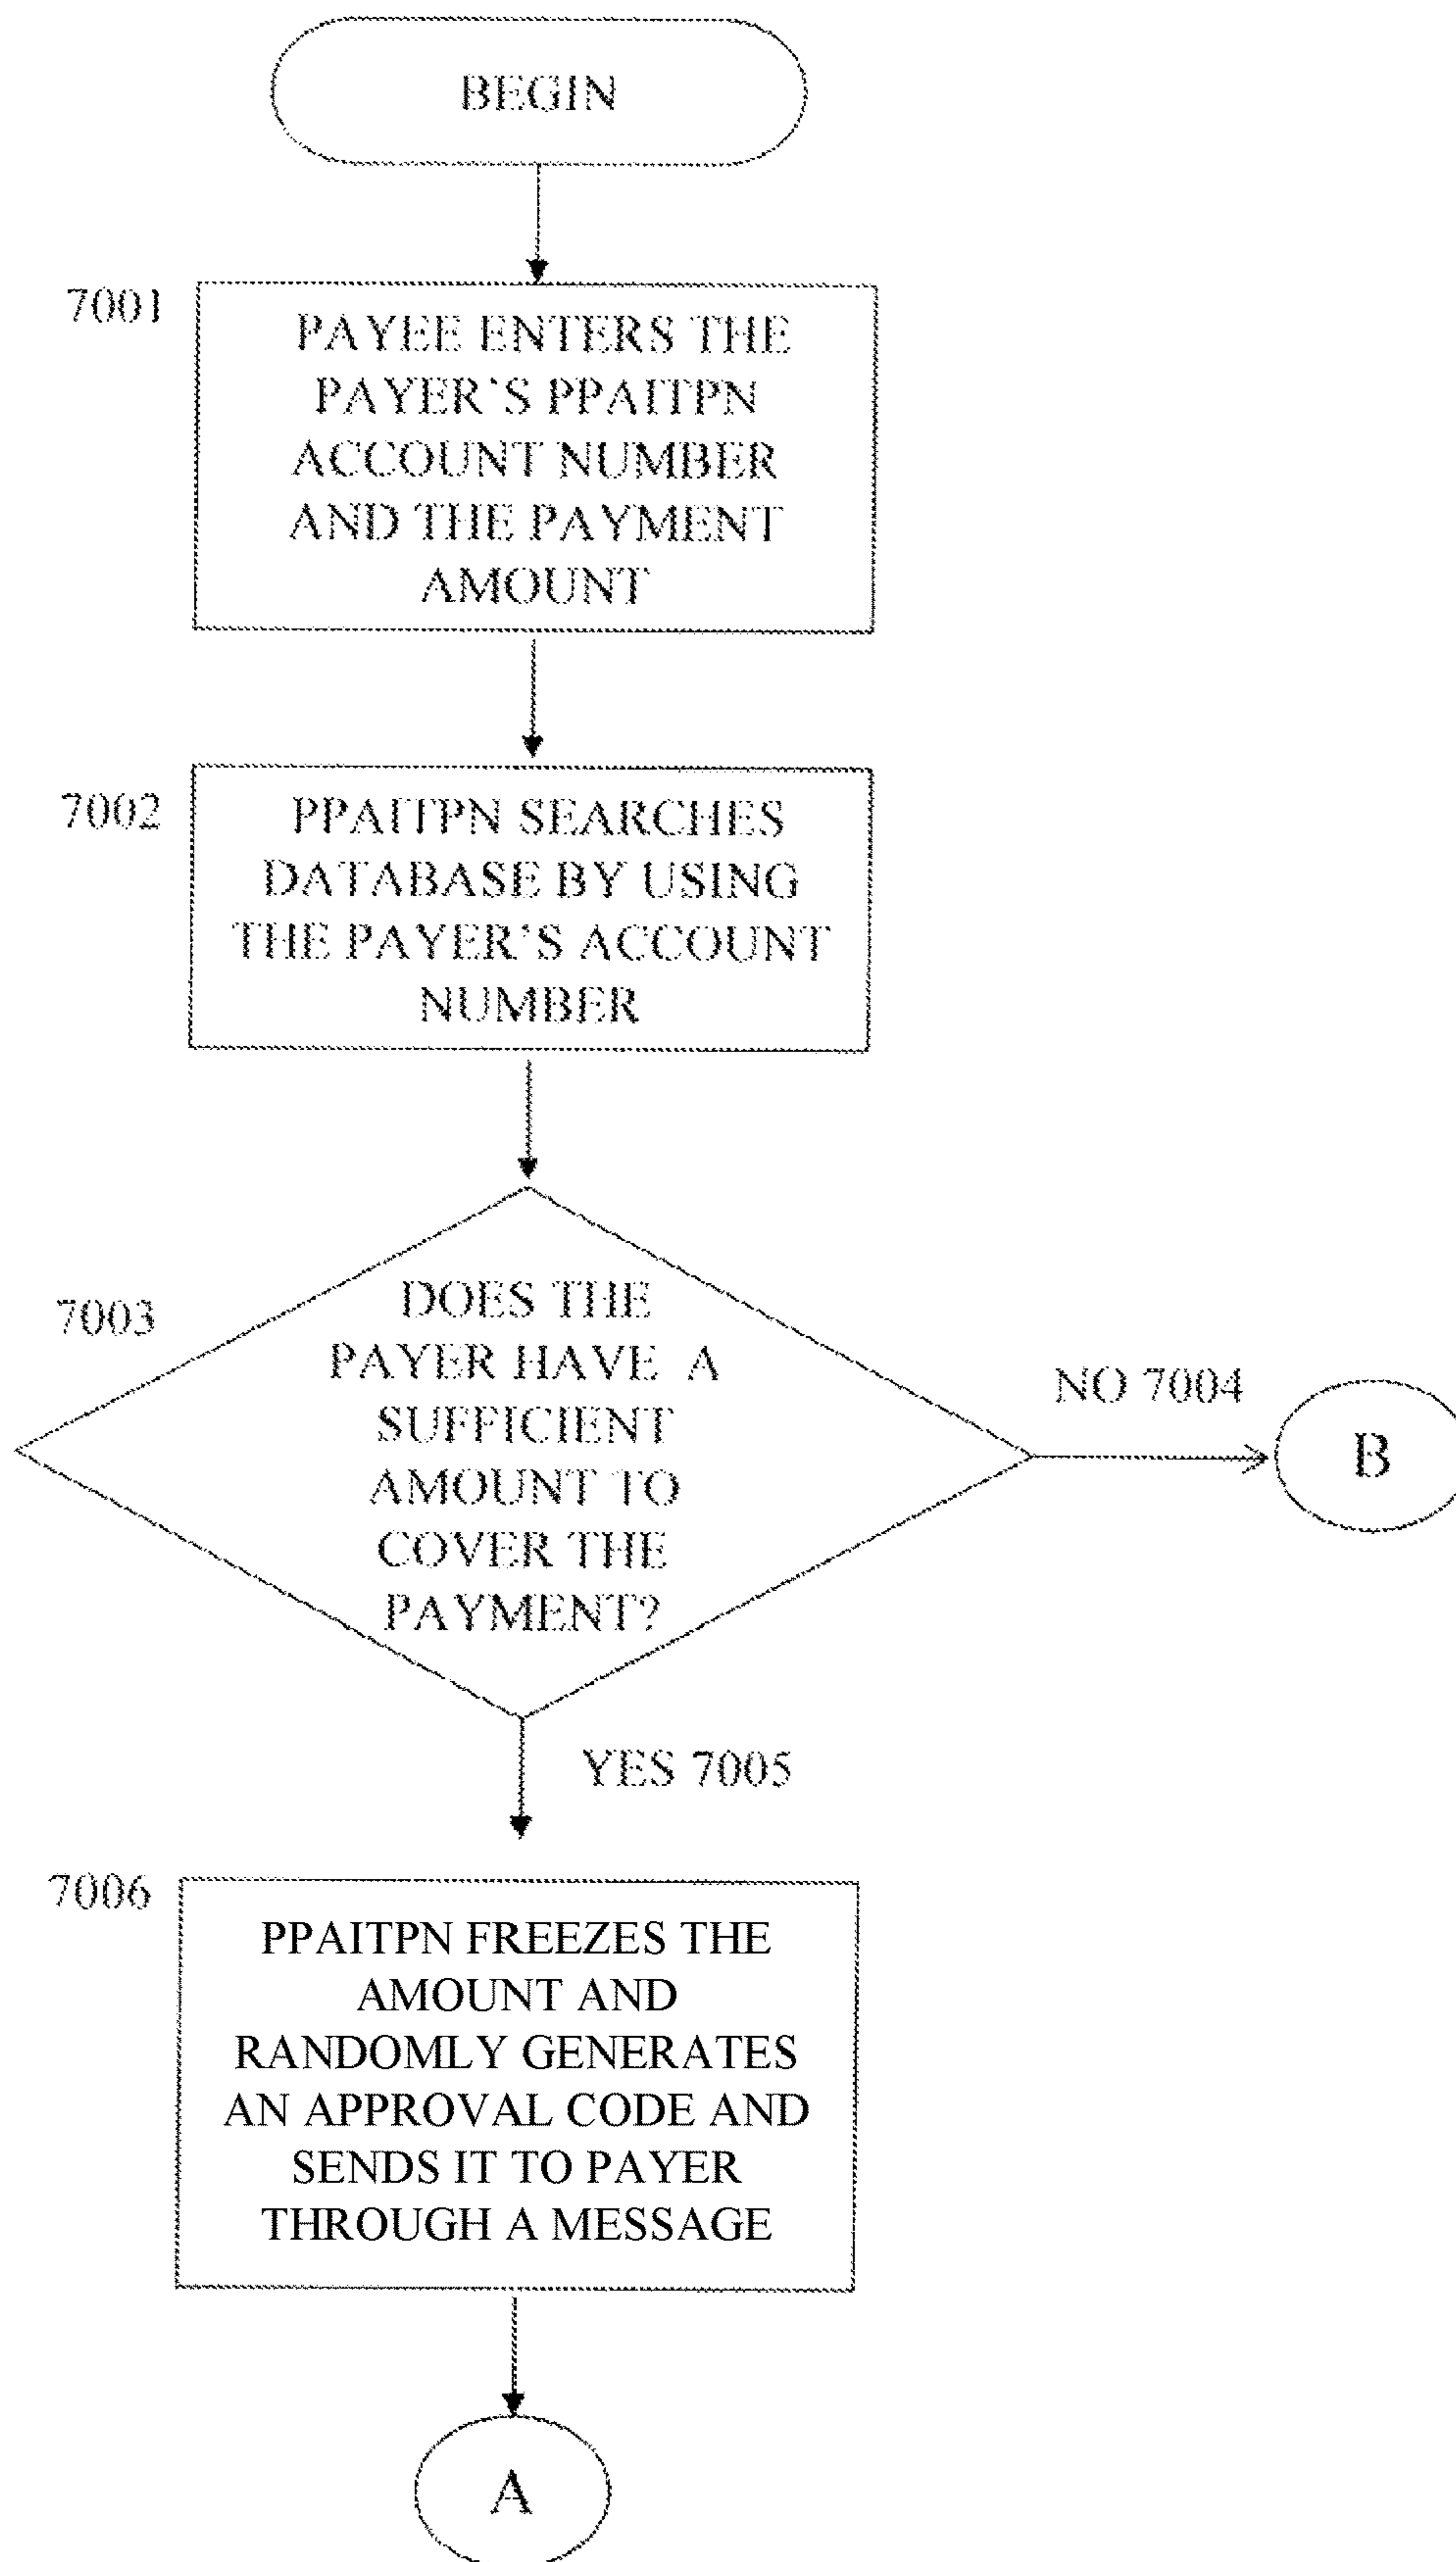 BEGIN
7001
PAYEE ENTERS THE
PAYER'S PPAITPN
ACCOUNT NUMBER
AND THE PAYMENT
AMOUNT
7002
PPAITPN SEARCHES
DATABASE BY USING
THE PAYER'S ACCOUNT
NUMBER
7003
DOES THE
PAYER HAVE A
SUFFICIENT
AMOUNT TO
COVER THE
PAYMENT?
NO 7004
B
YES 7005
7006
PPAITPN FREEZES THE
AMOUNT AND
RANDOMLY GENERATES
AN APPROVAL CODE AND
SENDS IT TO PAYER
THROUGH A MESSAGE
A